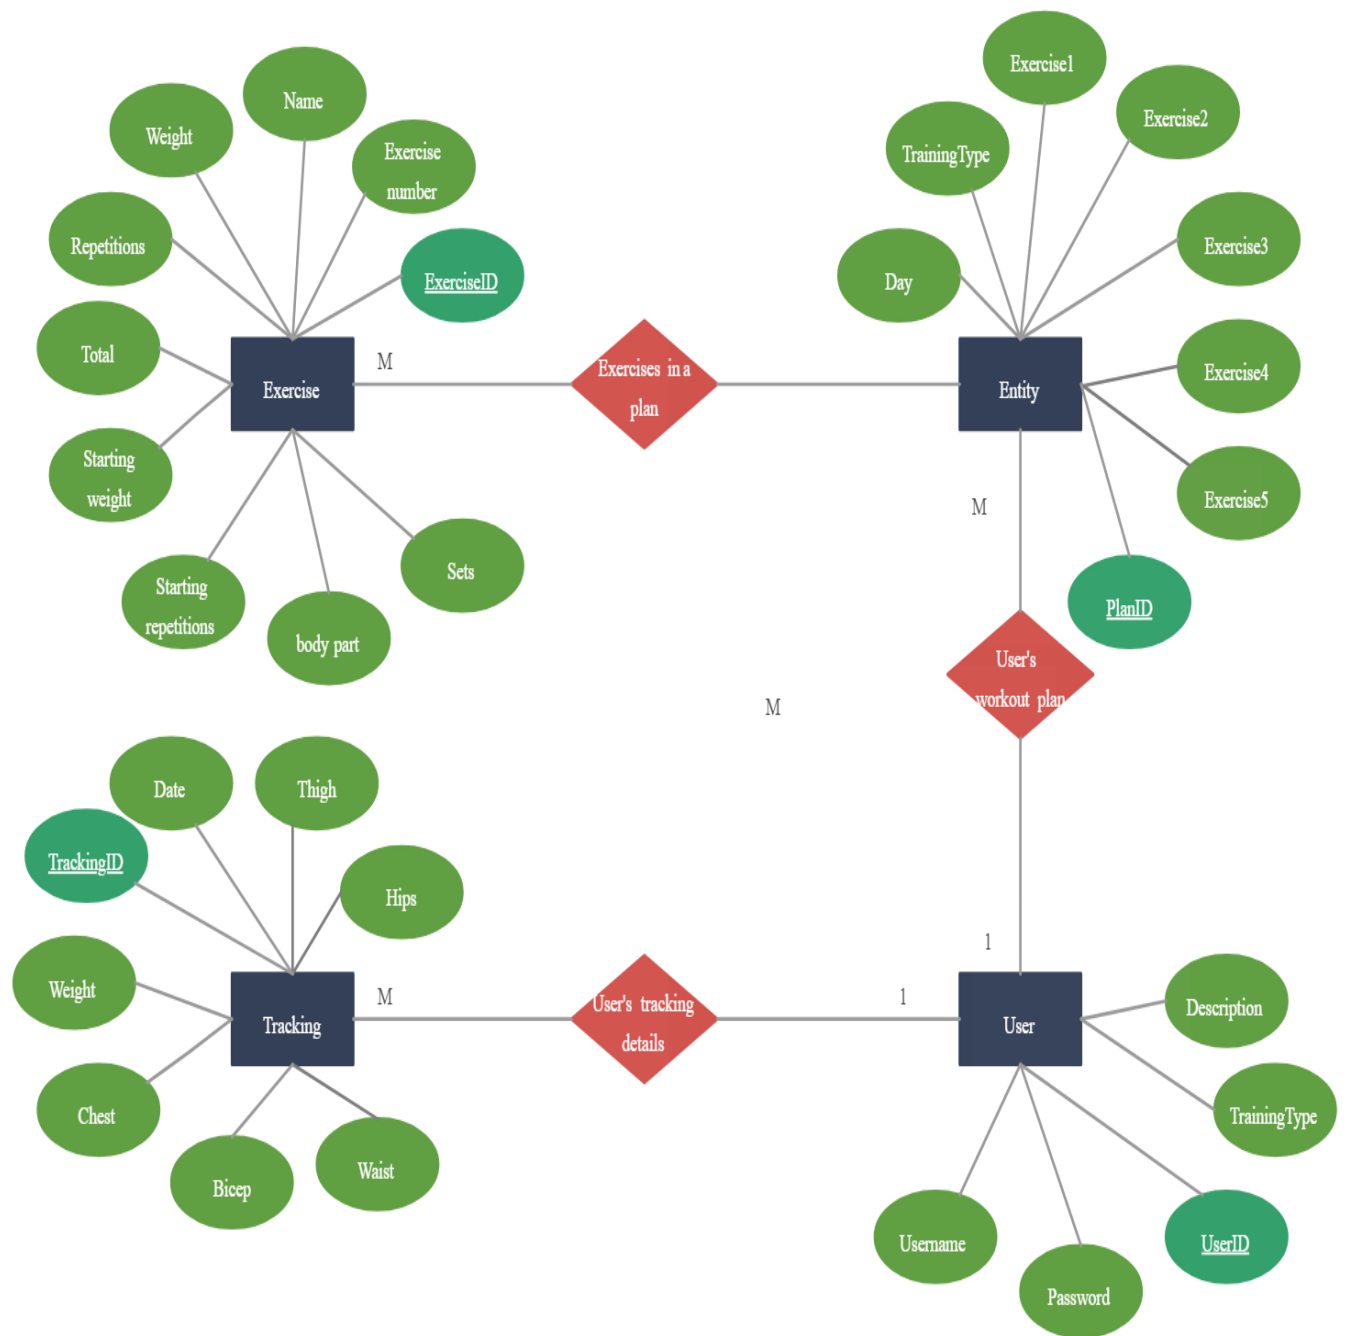 Exercise1
Name
Exercise2
Weight
Exercise
number
TrainingType
Repetitions
Exercise3
ExerciseID
Day
Total
M
Exercises in a
plan
Exercise
Entity
Exercise4
Starting
weight
Exercise5
M
Sets
Starting
repetitions
PlanID
body part
User's
workout plan
M
Date
Thigh
TrackingID
Hips
1
Weight
M
User's tracking
details
1
Description
Tracking
User
Chest
TrainingType
Waist
Bicep
Username
UserID
Password